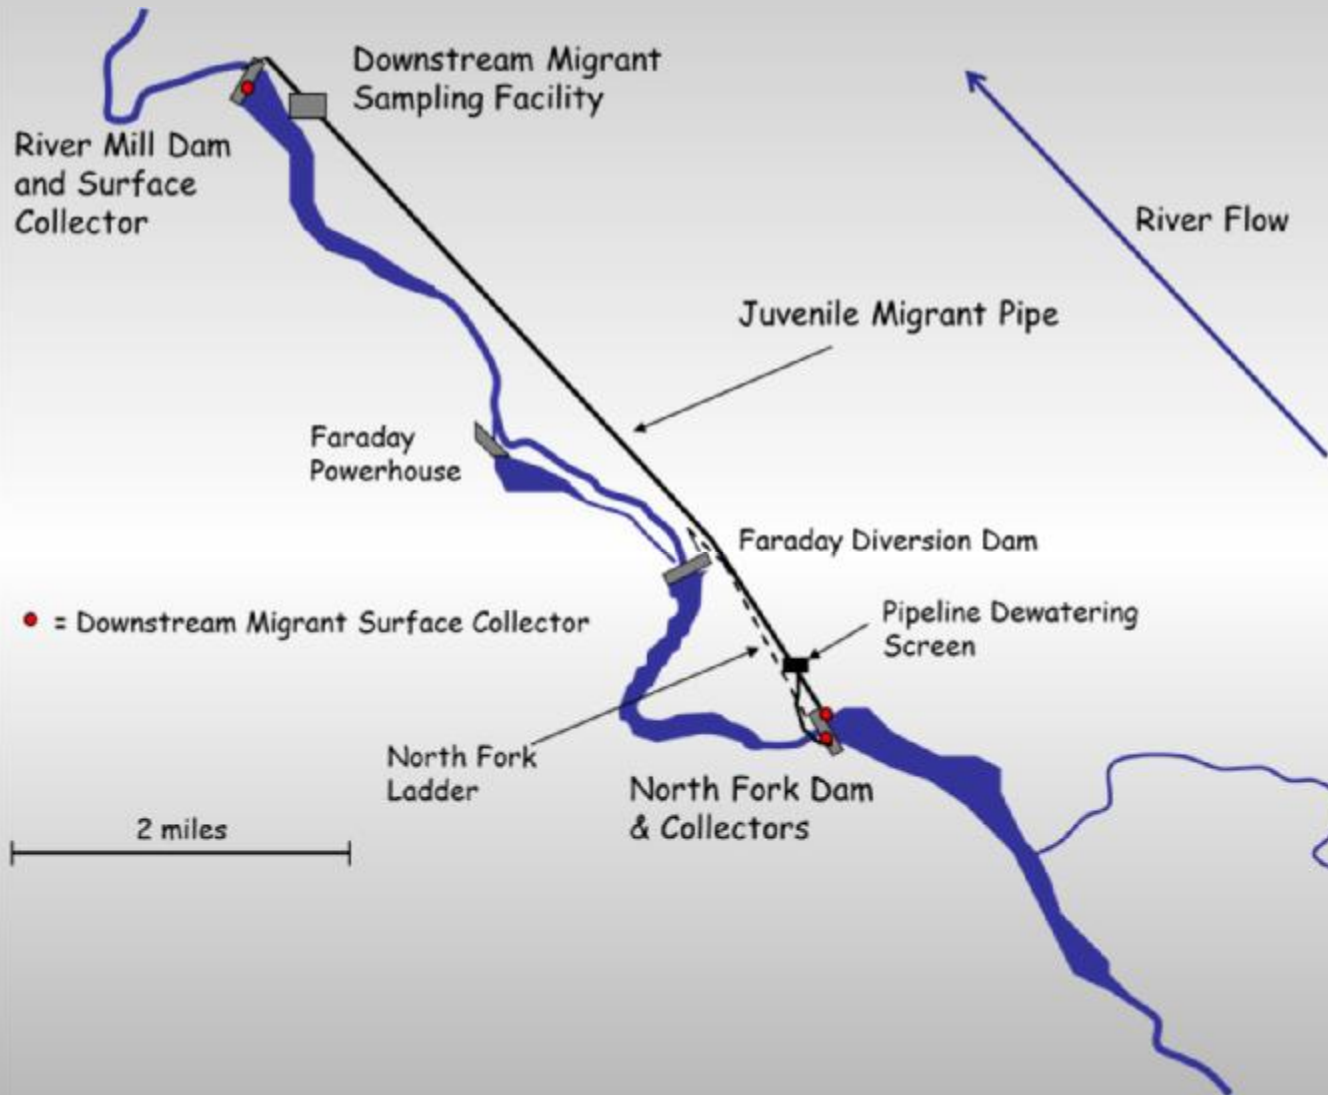 Downstream Migrant
Sampling Facility
River Mill Dam
and Surface
Collector
River Flow
Juvenile Migrant Pipe
Faraday
Powerhouse
Faraday Diversion Dam
= Downstream Migrant Surface Collector
Pipeline Dewatering
Screen
North Fork
Ladder
North Fork Dam
& Collectors
2 miles